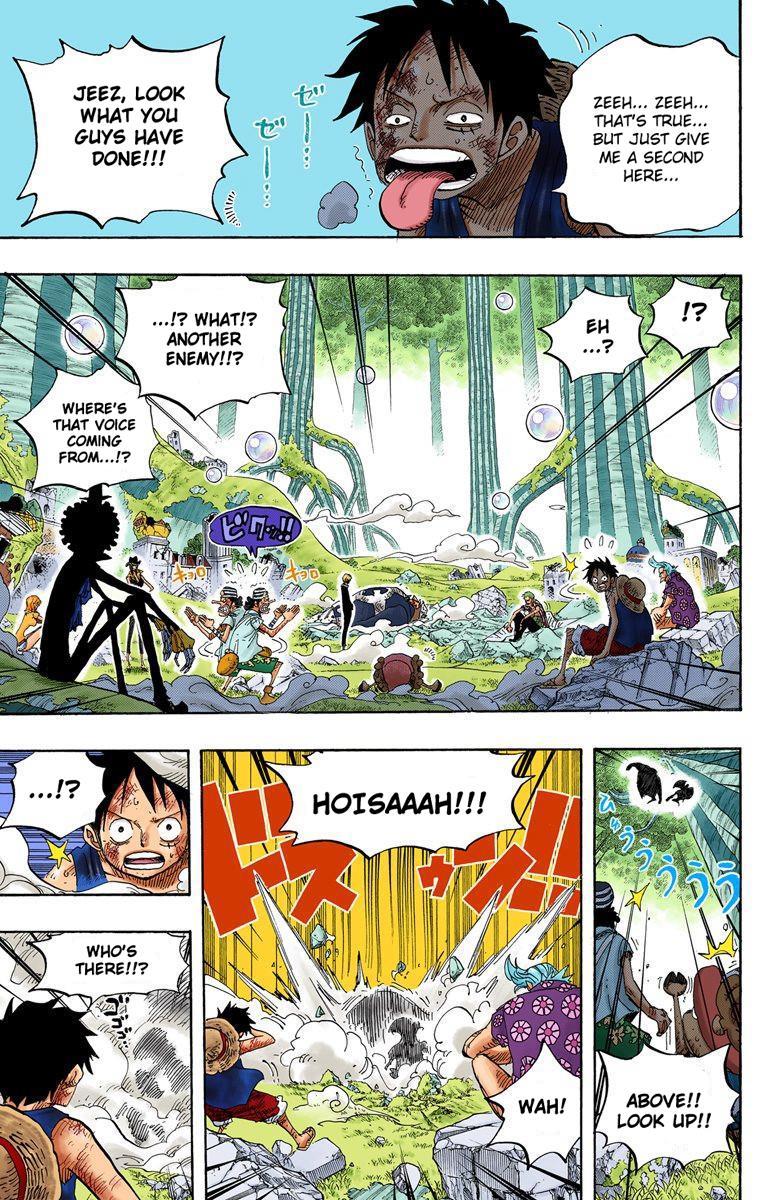 ZEEH... ZEEH...
THAT'S TRUE...
BUT JUST GIVE
ME A SECOND
HERE...
ゼーー…
ゼーー…
JEEZ, LOOK
WHAT YOU
GUYS HAVE
DONE!!!
!?
EH
...?
...!? WHAT!?
ANOTHER
ENEMY!!?
WHERE'S
THAT VOICE
COMING
FROM...!?
ビクッ!!
キョロ
キョロ
ひゅうううううう
ABOVE!!
LOOK UP!!
HOISAAAH!!!
ドスゥン!!
WAH!
...!?
WHO'S
THERE!!?